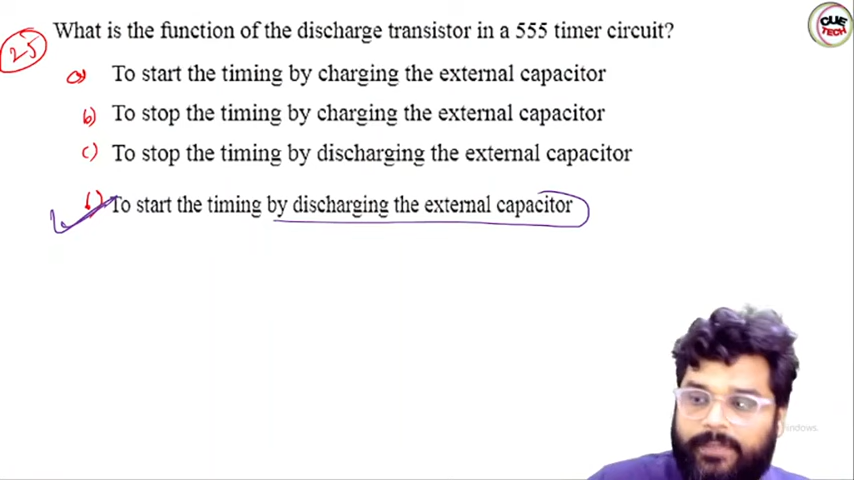 What is the function of the discharge transistor in a 555 timer circuit?
25
a) To start the timing by charging the external capacitor
b) To stop the timing by charging the external capacitor
c) To stop the timing by discharging the external capacitor
To start the timing by discharging the external capacitor
CUE
TECH
indows.